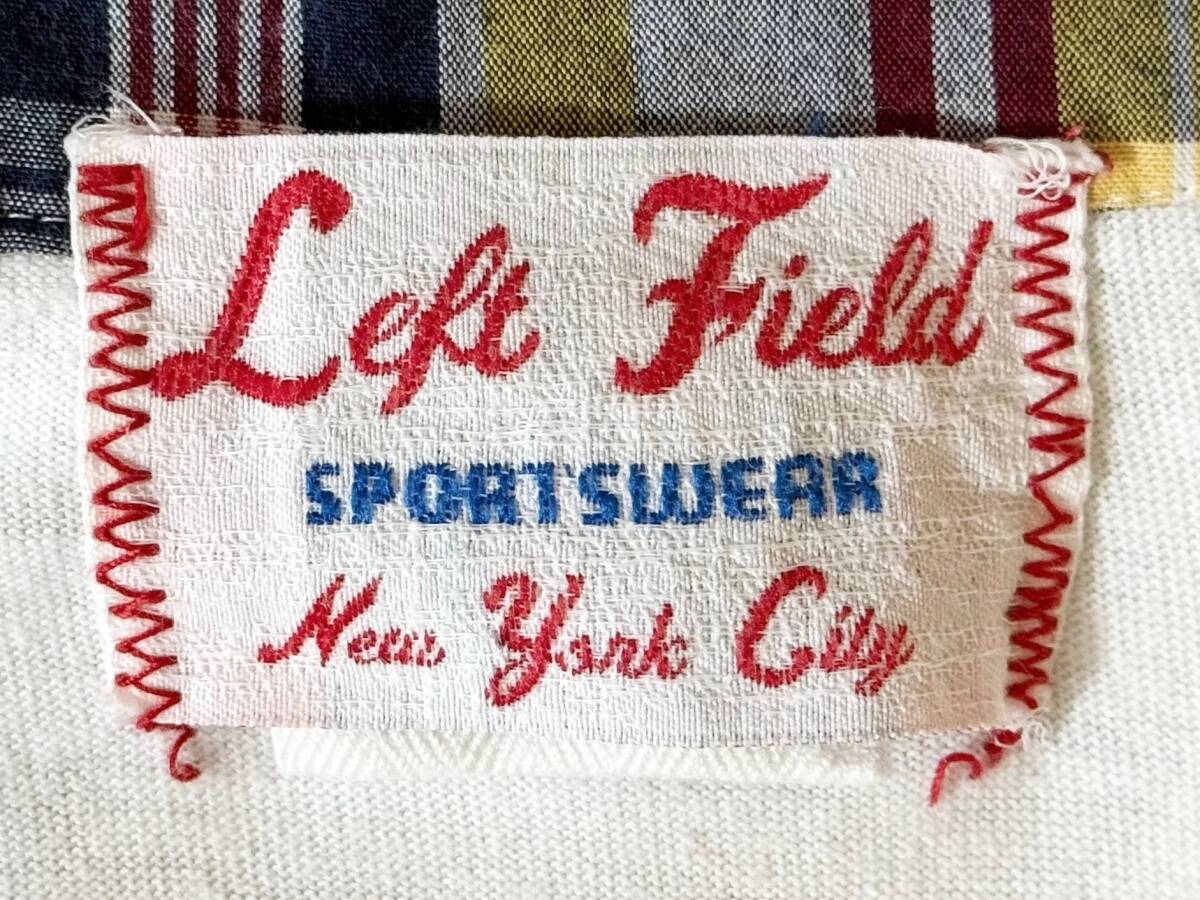 Left Field
SPORTSWEAR
New York City